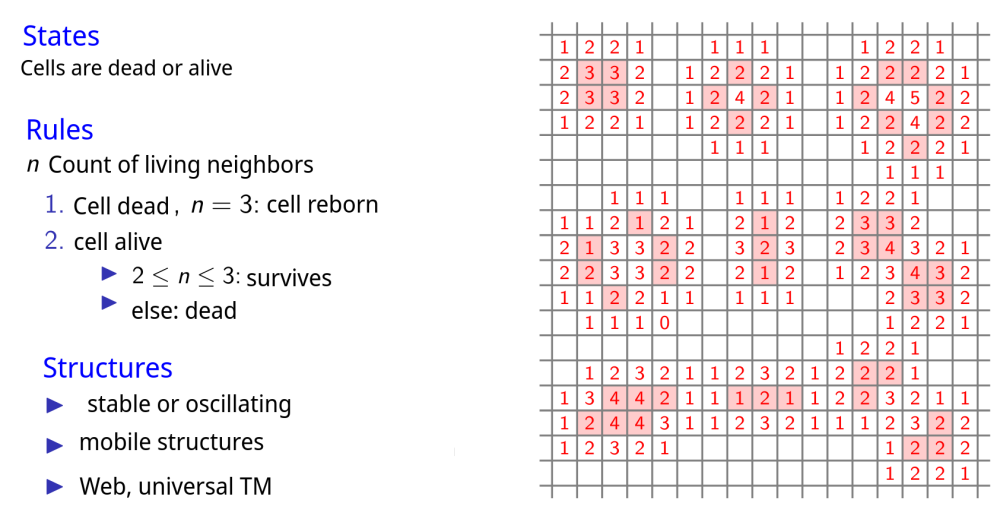 States
Cells are dead or alive
Rules
n Count of living neighbors
1. Cell dead, n = 3: cell reborn
2. cell alive
▶ 2 ≤ n ≤ 3: survives
▶ else: dead
Structures
▶ stable or oscillating
▶ mobile structures
▶ Web, universal TM
1 2 2 1 1 1 1 1 2 2 1
2 3 3 2 1 2 2 2 1 1 2 2 2 2 1
2 3 3 2 1 2 4 2 1 1 2 4 5 2 2
1 2 2 1 1 2 2 2 1 1 2 2 4 2 2
1 1 1 1 2 2 2 1
1 1 1
1 1 1 1 1 1 1 2 2 1
1 1 2 1 2 1 2 1 2 2 3 3 2
2 1 3 3 2 2 3 2 3 2 3 4 3 2 1
2 2 3 3 2 2 2 1 2 1 2 3 4 3 2
1 1 2 2 1 1 1 1 1 2 3 3 2
1 1 1 0 1 2 2 1
1 2 2 1
1 2 3 2 1 1 2 3 2 1 2 2 2 1
1 3 4 4 2 1 1 1 2 1 1 2 2 3 2 1 1
1 2 4 4 3 1 1 2 3 2 1 1 1 2 3 2 2
1 2 3 2 1 1 2 2 2
1 2 2 1